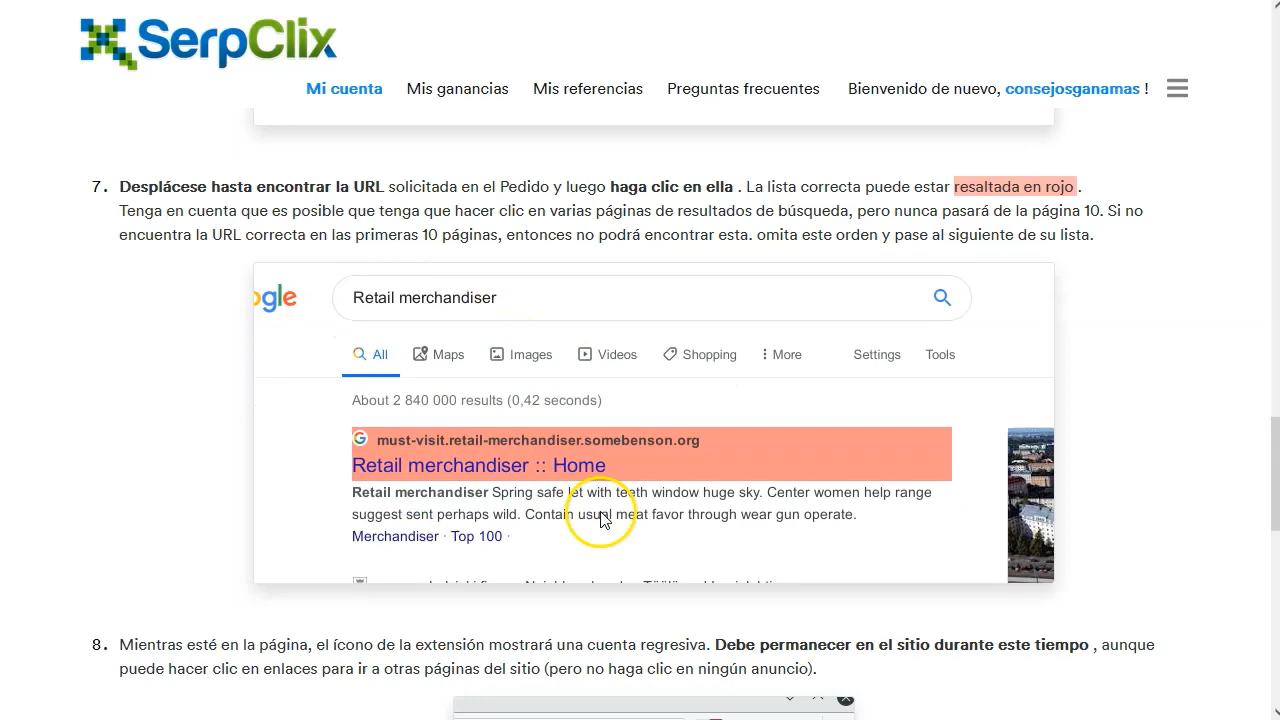 SerpClix
Mi cuenta Mis ganancias Mis referencias Preguntas frecuentes Bienvenido de nuevo, consejosganamas !
7. Desplácese hasta encontrar la URL solicitada en el Pedido y luego haga clic en ella . La lista correcta puede estar resaltada en rojo .
Tenga en cuenta que es posible que tenga que hacer clic en varias páginas de resultados de búsqueda, pero nunca pasará de la página 10. Si no
encuentra la URL correcta en las primeras 10 páginas, entonces no podrá encontrar esta. omita este orden y pase al siguiente de su lista.
ogle Retail merchandiser
All Maps Images Videos Shopping More Settings Tools
About 2 840 000 results (0,42 seconds)
must-visit.retail-merchandiser.somebenson.org
Retail merchandiser :: Home
Retail merchandiser Spring safe let with teeth window huge sky. Center women help range
suggest sent perhaps wild. Contain usual meat favor through wear gun operate.
Merchandiser · Top 100 ·
8. Mientras esté en la página, el ícono de la extensión mostrará una cuenta regresiva. Debe permanecer en el sitio durante este tiempo , aunque
puede hacer clic en enlaces para ir a otras páginas del sitio (pero no haga clic en ningún anuncio).